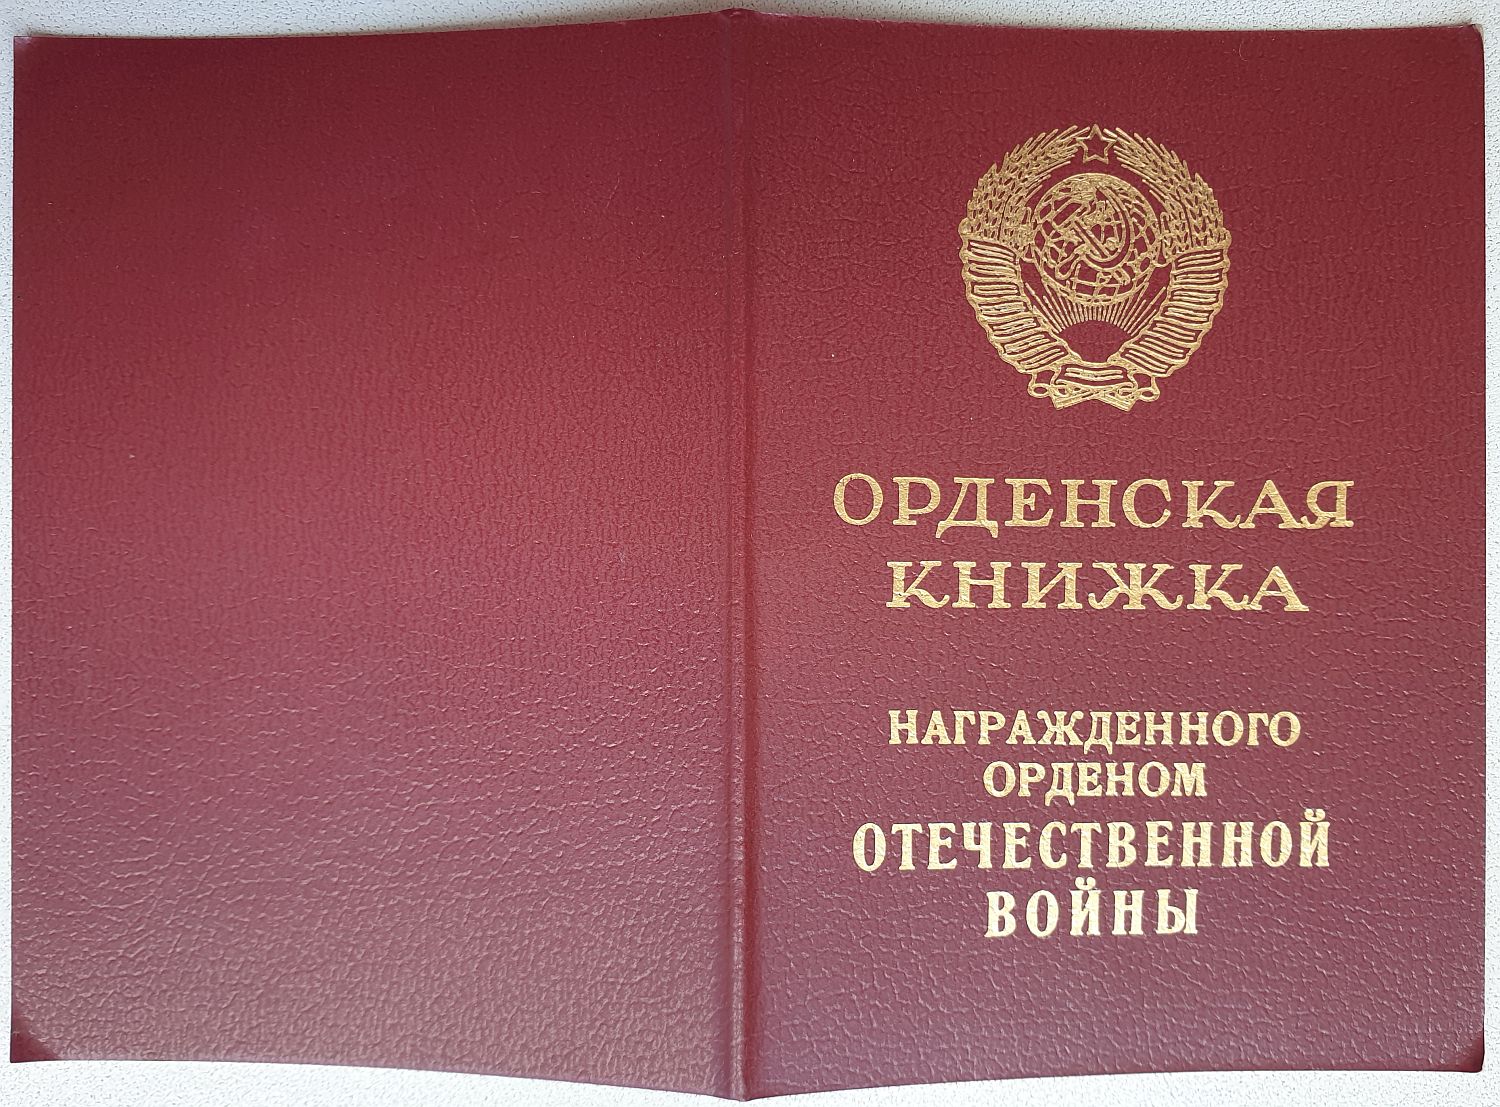 ОРДЕНСКАЯ
КНИЖКА
НАГРАЖДЕННОГО
ОРДЕНОМ
ОТЕЧЕСТВЕННОЙ
ВОЙНЫ